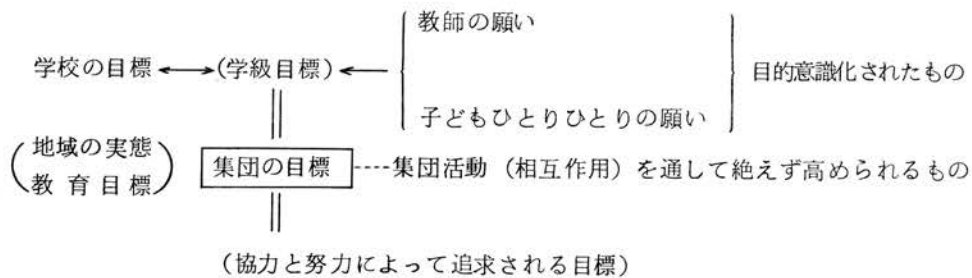 教師の願い
学校の目標←→(学級目標)← 目的意識化されたもの
子どもひとりひとりの願い
(地域の実態 教育目標)
集団の目標----集団活動(相互作用)を通して絶えず高められるもの
(協力と努力によって追求される目標)